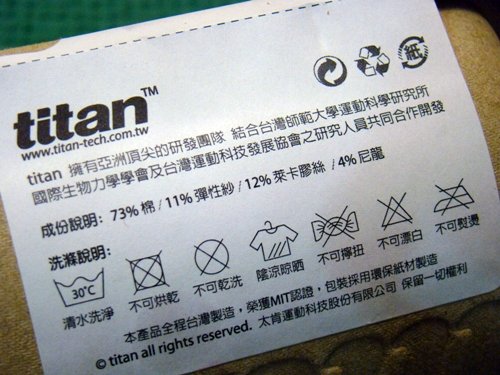 紙
titan™
www.titan-tech.com.tw
titan 擁有亞洲頂尖的研發團隊 結合台灣師範大學運動科學研究所
國際生物力學學會及台灣運動科技發展協會之研究人員共同合作開發
成份說明: 73% 棉 / 11% 彈性紗 / 12% 萊卡膠絲 / 4% 尼龍
洗滌說明:
30°C
清水洗淨 不可烘乾 不可乾洗 陰涼晾晒 不可擰扭 不可漂白 不可熨燙
本產品全程台灣製造,榮獲MIT認證,包裝採用環保紙材製造
© titan all rights reserved. 太肯運動科技股份有限公司 保留一切權利